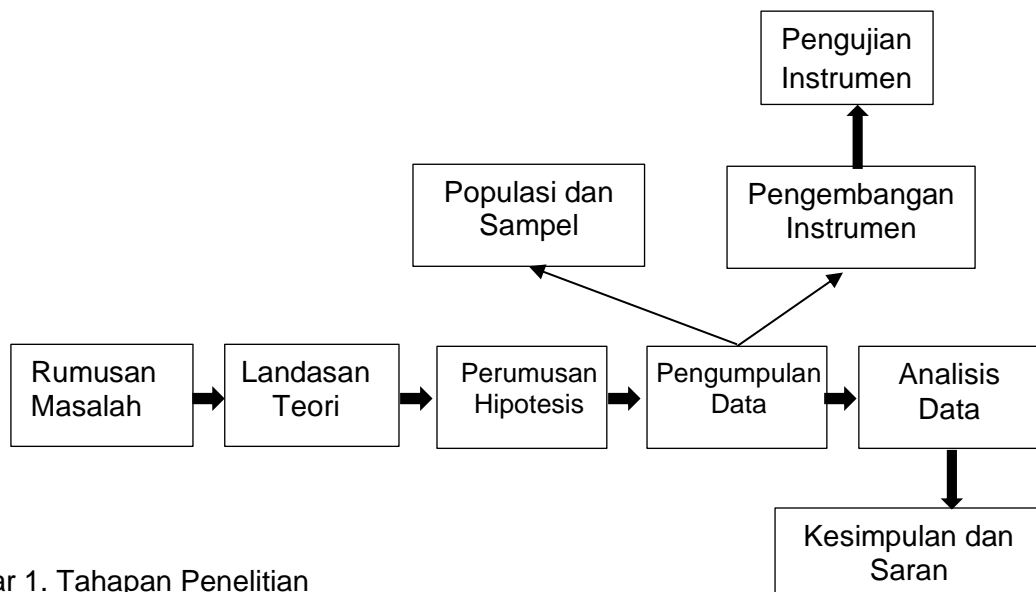 Pengujian
Instrumen
Populasi dan
Sampel
Pengembangan
Instrumen
Rumusan
Masalah
Landasan
Teori
Perumusan
Hipotesis
Pengumpulan
Data
Analisis
Data
Kesimpulan dan
Saran
ar 1. Tahapan Penelitian